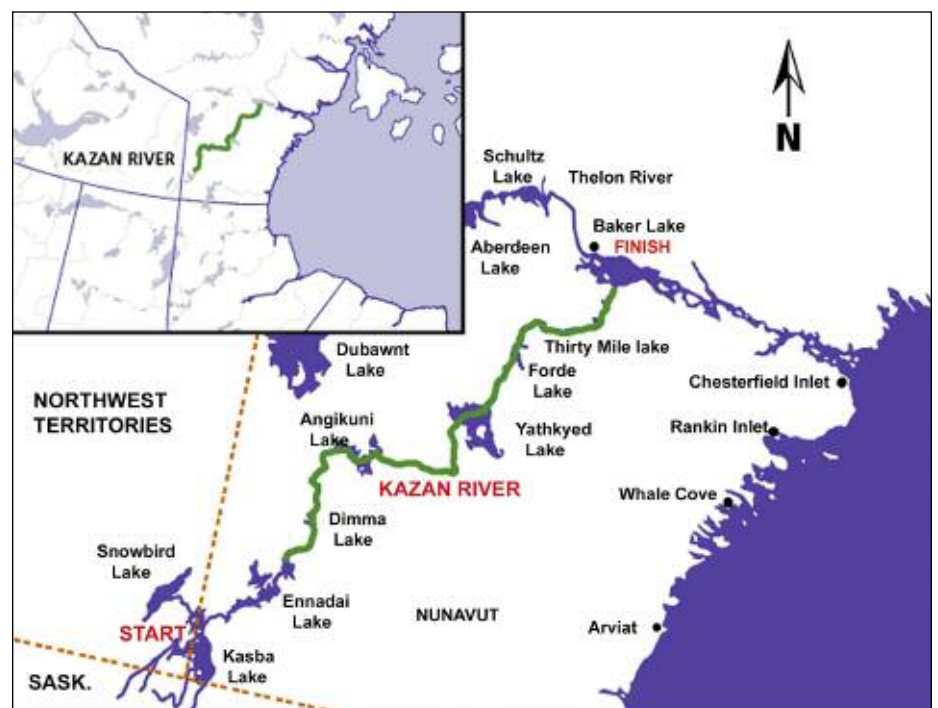 KAZAN RIVER
N
Schultz
Lake
Thelon River
Baker Lake
FINISH
Aberdeen
Lake
Dubawnt
Lake
Thirty Mile lake
Forde
Lake
Chesterfield Inlet
NORTHWEST
TERRITORIES
Angikuni
Lake
Yathkyed
Lake
Rankin Inlet
KAZAN RIVER
Whale Cove
Dimma
Lake
Snowbird
Lake
Ennadai
Lake
NUNAVUT
START
Arviat
Kasba
Lake
SASK.